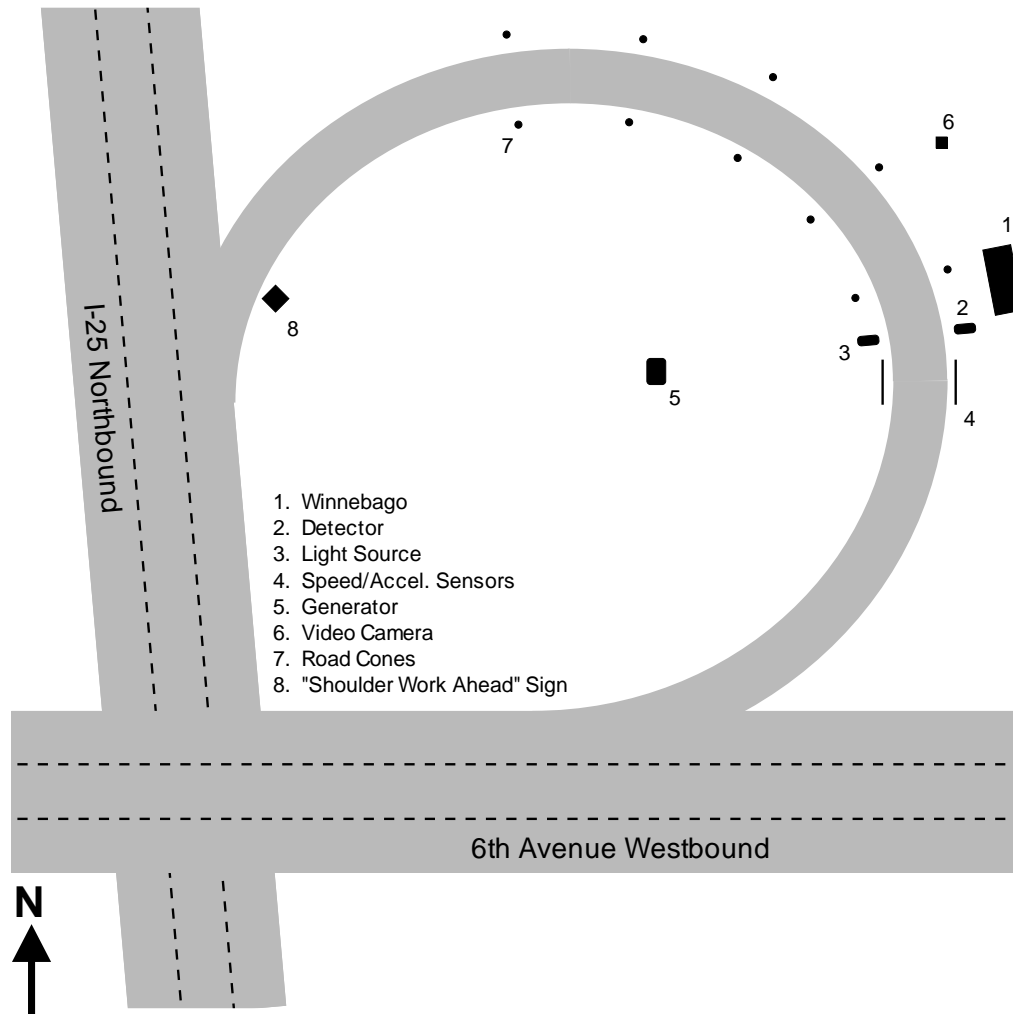 6
7
1
8
2
3
5
4
I-25 Northbound
1. Winnebago
2. Detector
3. Light Source
4. Speed/Accel. Sensors
5. Generator
6. Video Camera
7. Road Cones
8. "Shoulder Work Ahead" Sign
6th Avenue Westbound
N